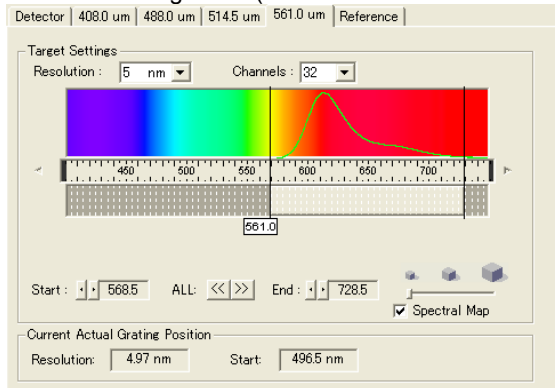 Detector 408.0 um 488.0 um 514.5 um 561.0 um Reference
Target Settings
Resolution : 5 nm Channels : 32
450 500 550 600 650 700
561.0
Start : 568.5 ALL: << >> End : 728.5
Spectral Map
Current Actual Grating Position
Resolution: 4.97 nm Start: 496.5 nm